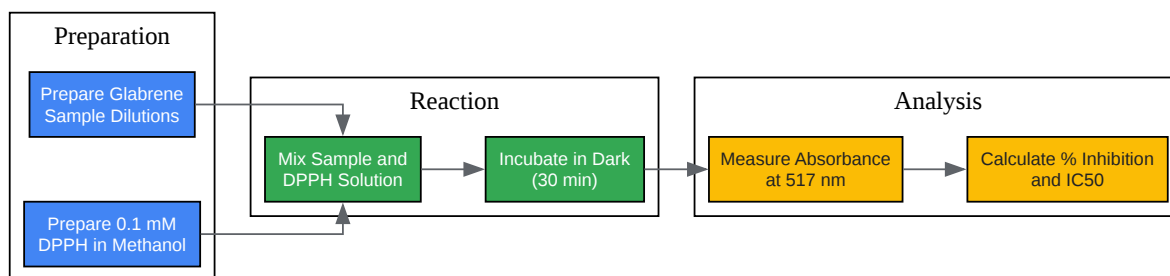 Preparation
Prepare Glabrene
Sample Dilutions
Prepare 0.1 mM
DPPH in Methanol
Reaction
Mix Sample and
DPPH Solution
Incubate in Dark
(30 min)
Analysis
Measure Absorbance
at 517 nm
Calculate % Inhibition
and IC50